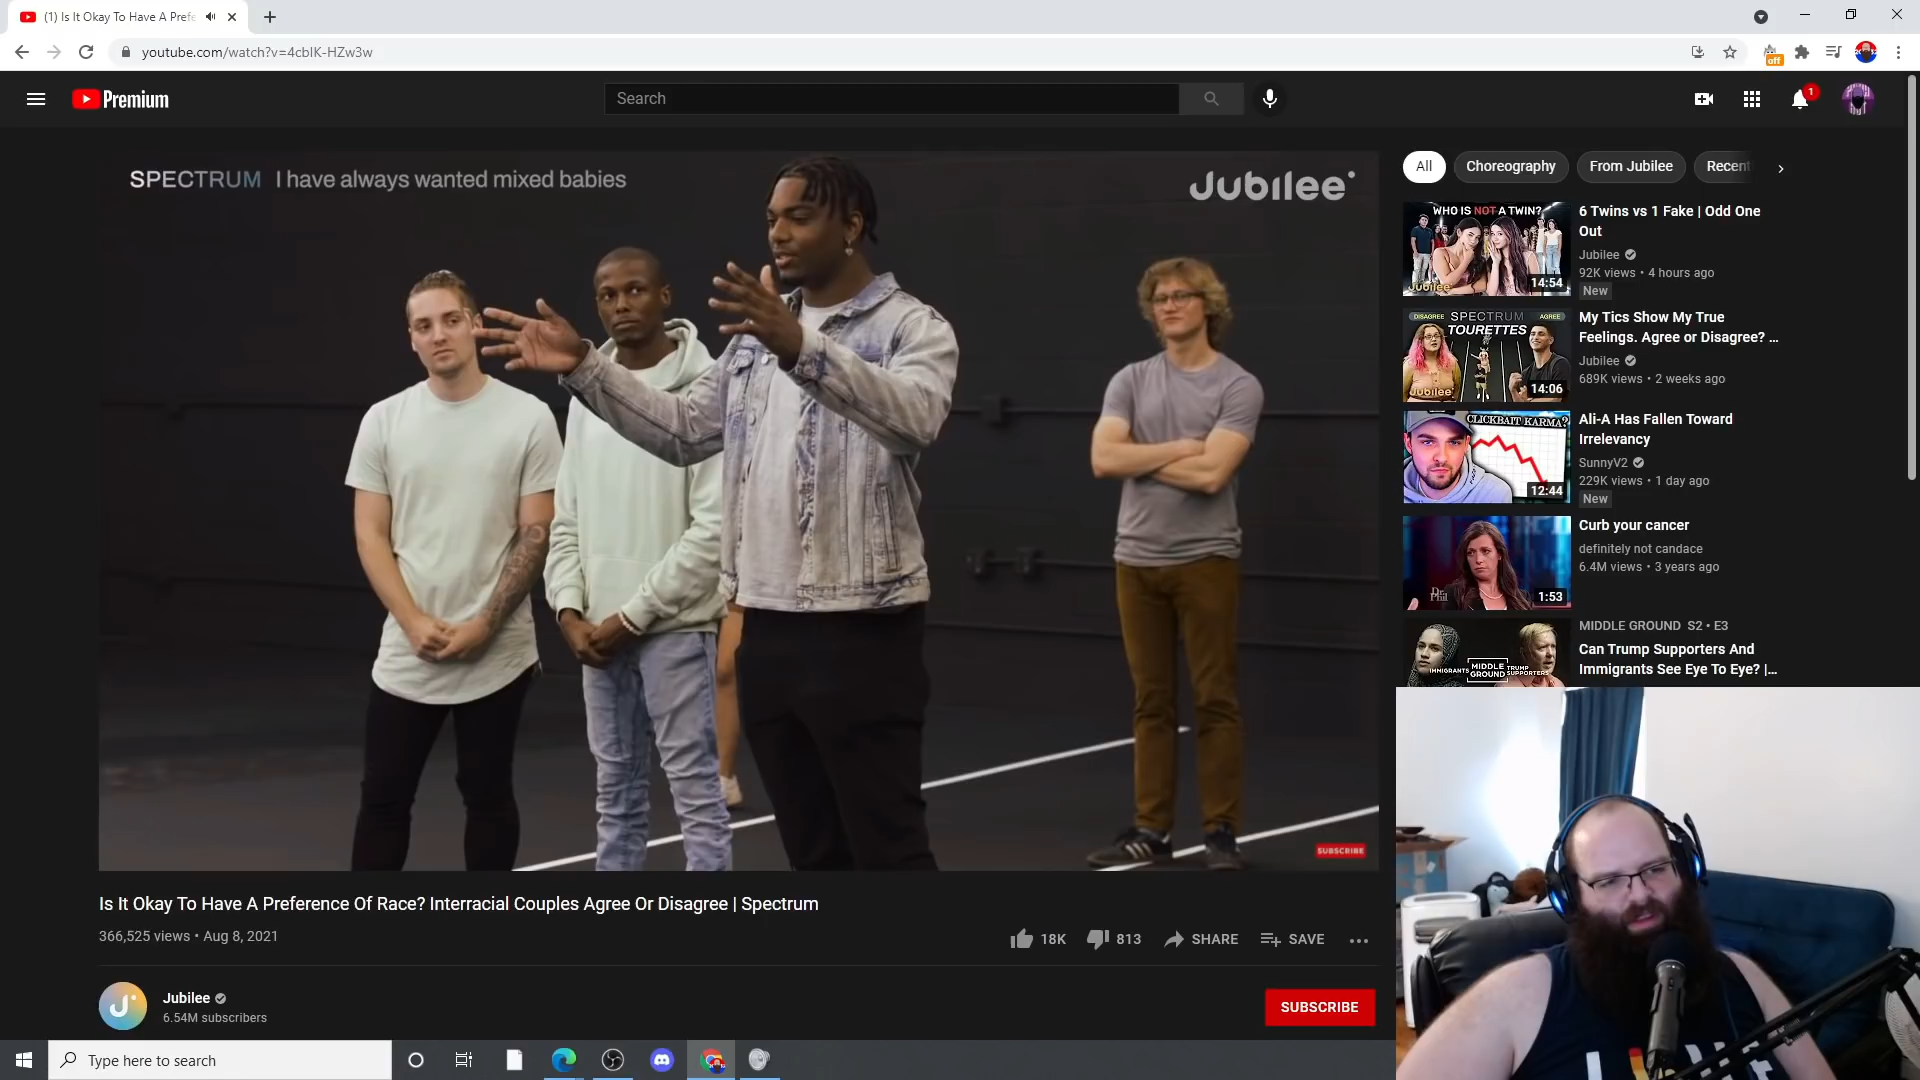 (1) Is It Okay To Have A Prefe
youtube.com/watch?v=4cbIK-HZw3w
off
Premium
Search
1
SPECTRUM I have always wanted mixed babies
Jubilee
SUBSCRIBE
All
Choreography
From Jubilee
Recent
WHO IS NOT A TWIN?
Jubilee
14:54
6 Twins vs 1 Fake | Odd One
Out
Jubilee
92K views • 4 hours ago
New
DISAGREE SPECTRUM AGREE
TOURETTES
Jubilee
14:06
My Tics Show My True
Feelings. Agree or Disagree? ...
Jubilee
689K views • 2 weeks ago
CLICKBAIT KARMA?
12:44
Ali-A Has Fallen Toward
Irrelevancy
SunnyV2
229K views • 1 day ago
New
Dr. Phil
1:53
Curb your cancer
definitely not candace
6.4M views • 3 years ago
IMMIGRANTS MIDDLE GROUND TRUMP SUPPORTERS
MIDDLE GROUND S2 • E3
Can Trump Supporters And
Immigrants See Eye To Eye? |...
Is It Okay To Have A Preference Of Race? Interracial Couples Agree Or Disagree | Spectrum
366,525 views • Aug 8, 2021
18K
813
SHARE
SAVE
Jubilee
6.54M subscribers
SUBSCRIBE
Type here to search